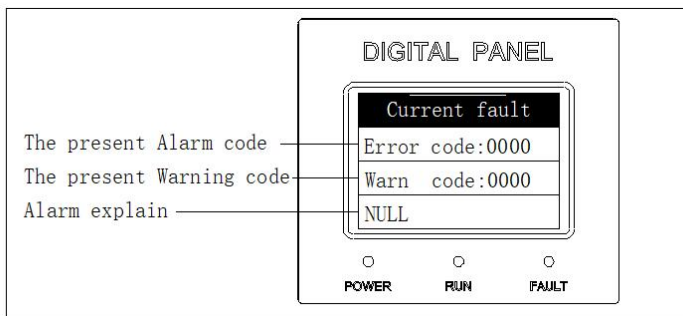 DIGITAL PANEL
Current fault
The present Alarm code
Error code:0000
The present Warning code
Warn code:0000
Alarm explain
NULL
POWER RUN FAULT